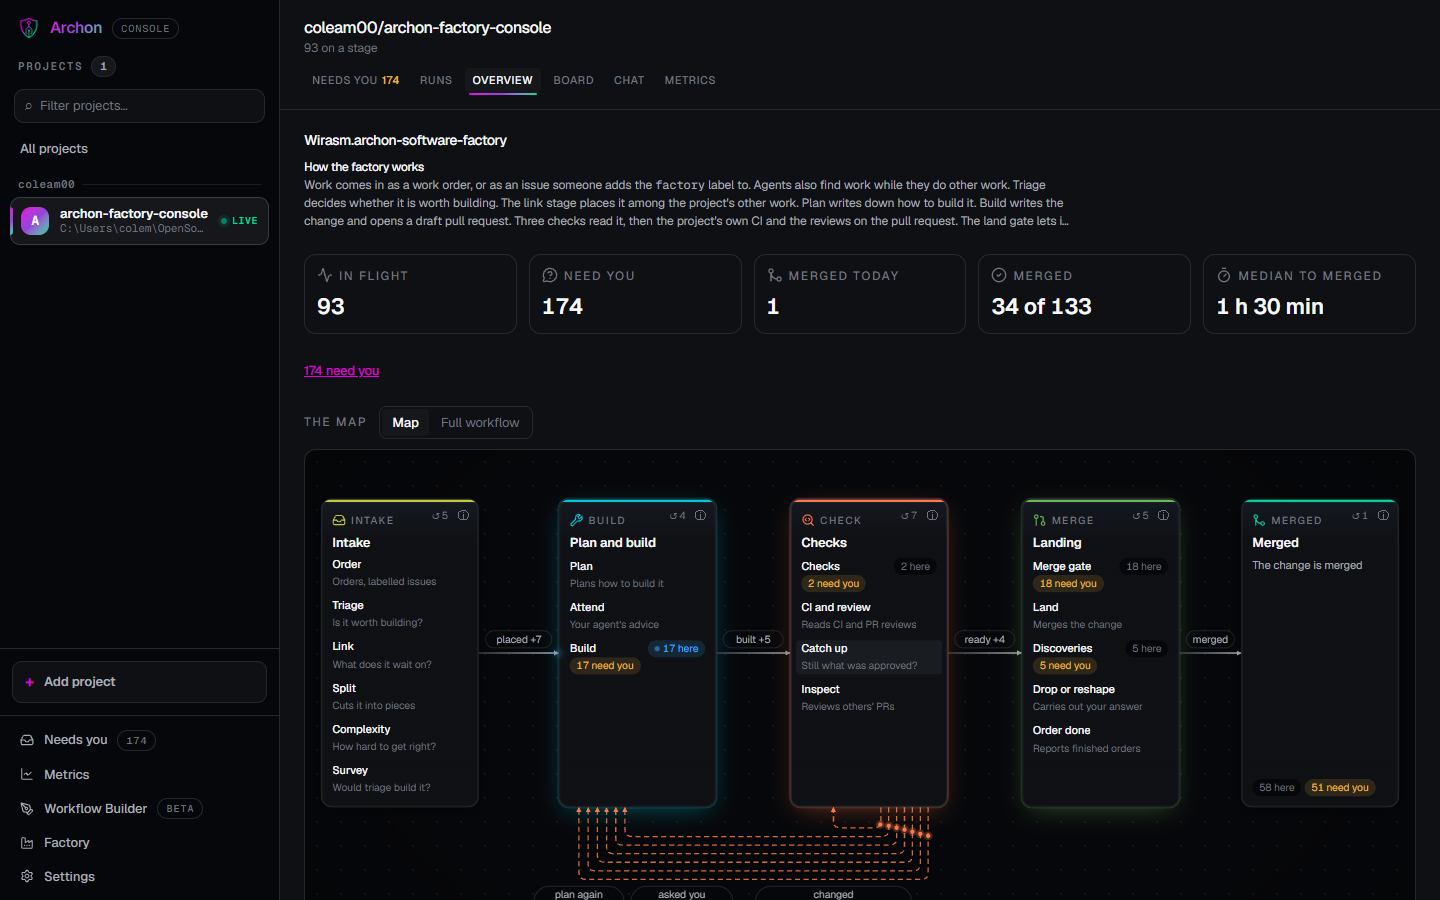 Archon CONSOLE
PROJECTS 1
Filter projects...
All projects
coleam00
A
archon-factory-console
LIVE
C:\Users\colem\OpenSo...
Add project
Needs you 174
Metrics
Workflow Builder BETA
Factory
Settings
coleam00/archon-factory-console
93 on a stage
NEEDS YOU 174 RUNS OVERVIEW BOARD CHAT METRICS
Wirasm.archon-software-factory
How the factory works
Work comes in as a work order, or as an issue someone adds the factory label to. Agents also find work while they do other work. Triage
decides whether it is worth building. The link stage places it among the project's other work. Plan writes down how to build it. Build writes the
change and opens a draft pull request. Three checks read it, then the project's own CI and the reviews on the pull request. The land gate lets i...
IN FLIGHT
93
NEED YOU
174
MERGED TODAY
1
MERGED
34 of 133
MEDIAN TO MERGED
1 h 30 min
174 need you
THE MAP Map Full workflow
INTAKE ↺5
Intake
Order
Orders, labelled issues
Triage
Is it worth building?
Link
What does it wait on?
Split
Cuts it into pieces
Complexity
How hard to get right?
Survey
Would triage build it?
placed +7
BUILD ↺4
Plan and build
Plan
Plans how to build it
Attend
Your agent's advice
Build 17 here
17 need you
built +5
CHECK ↺7
Checks
Checks 2 here
2 need you
CI and review
Reads CI and PR reviews
Catch up
Still what was approved?
Inspect
Reviews others' PRs
ready +4
MERGE ↺5
Landing
Merge gate 18 here
18 need you
Land
Merges the change
Discoveries 5 here
5 need you
Drop or reshape
Carries out your answer
Order done
Reports finished orders
merged
MERGED ↺1
Merged
The change is merged
58 here 51 need you
plan again asked you changed